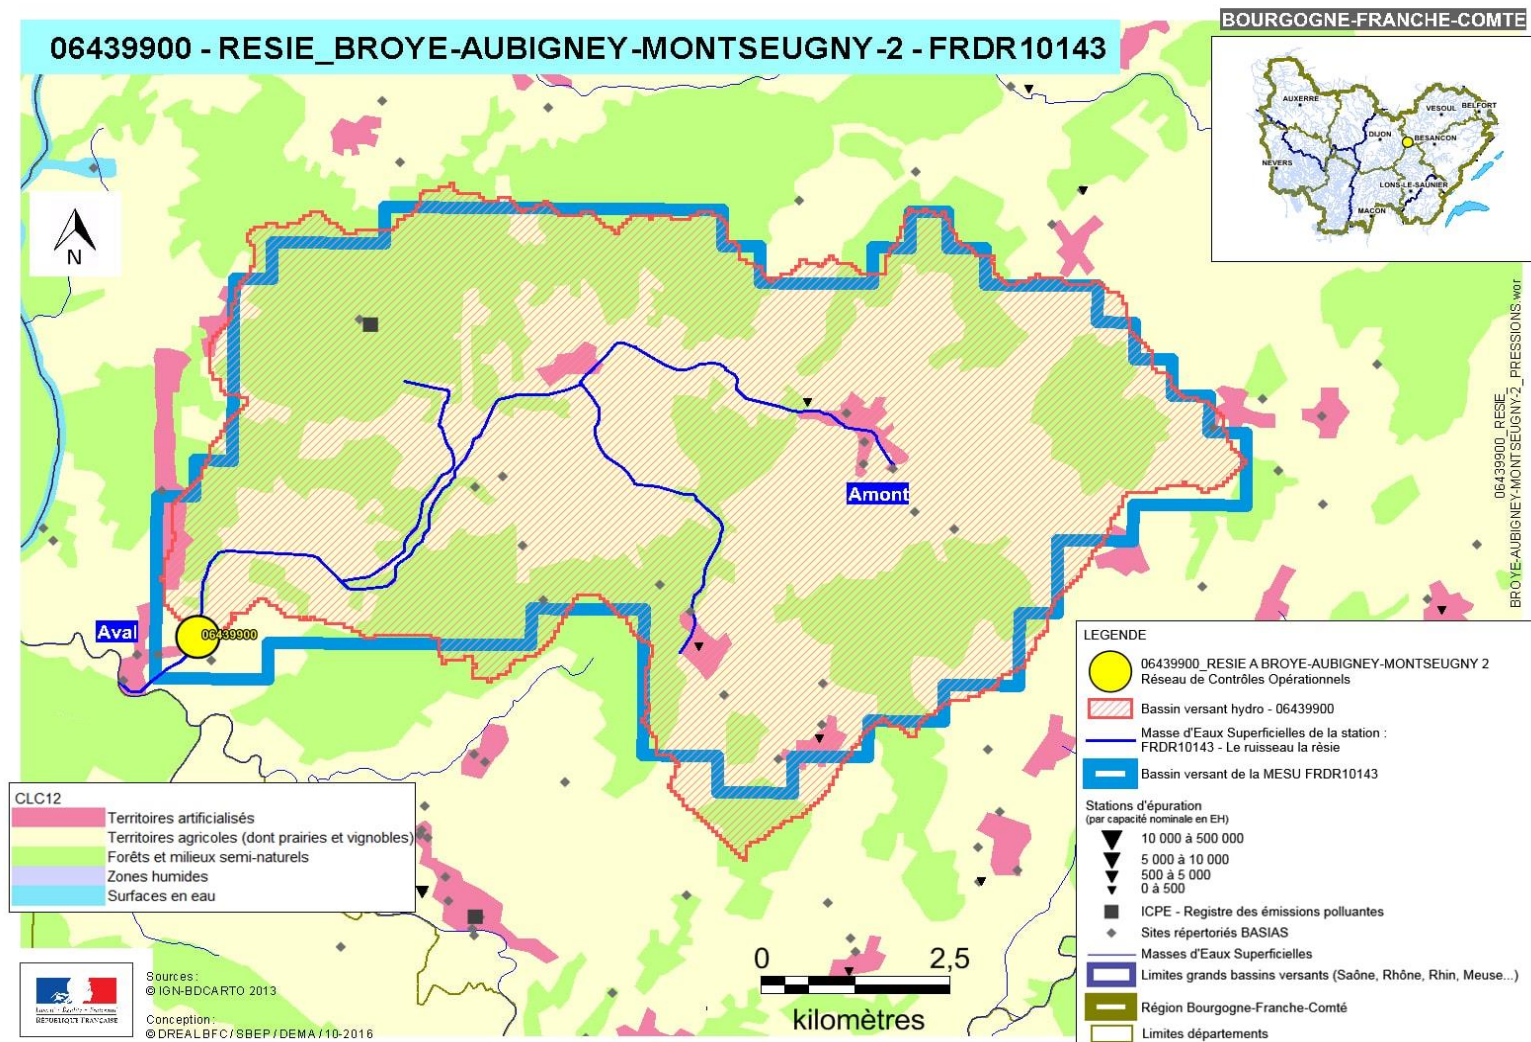 06439900 - RESIE_BROYE-AUBIGNEY-MONTSEUGNY-2 - FRDR10143
BOURGOGNE-FRANCHE-COMTE
AUXERRE
VESOUL
BELFORT
DIJON
BESANCON
NEVERS
LONS-LE-SAUNIER
MACON
N
Amont
Aval
06439900
06439900_RESIE_
BROYE-AUBIGNEY-MONTSEUGNY-2_PRESSIONS.wor
LEGENDE
06439900_RESIE A BROYE-AUBIGNEY-MONTSEUGNY 2
Réseau de Contrôles Opérationnels
Bassin versant hydro - 06439900
Masse d'Eaux Superficielles de la station :
FRDR10143 - Le ruisseau la résie
Bassin versant de la MESU FRDR10143
Stations d'épuration
(par capacité nominale en EH)
10 000 à 500 000
5 000 à 10 000
500 à 5 000
0 à 500
ICPE - Registre des émissions polluantes
Sites répertoriés BASIAS
Masses d'Eaux Superficielles
Limites grands bassins versants (Saône, Rhône, Rhin, Meuse...)
Région Bourgogne-Franche-Comté
Limites départements
CLC12
Territoires artificialisés
Territoires agricoles (dont prairies et vignobles)
Forêts et milieux semi-naturels
Zones humides
Surfaces en eau
0 2,5
kilomètres
Liberté • Égalité • Fraternité
RÉPUBLIQUE FRANÇAISE
Sources :
© IGN-BDCARTO 2013
Conception :
© DREAL BFC / SBEP / DEMA / 10-2016